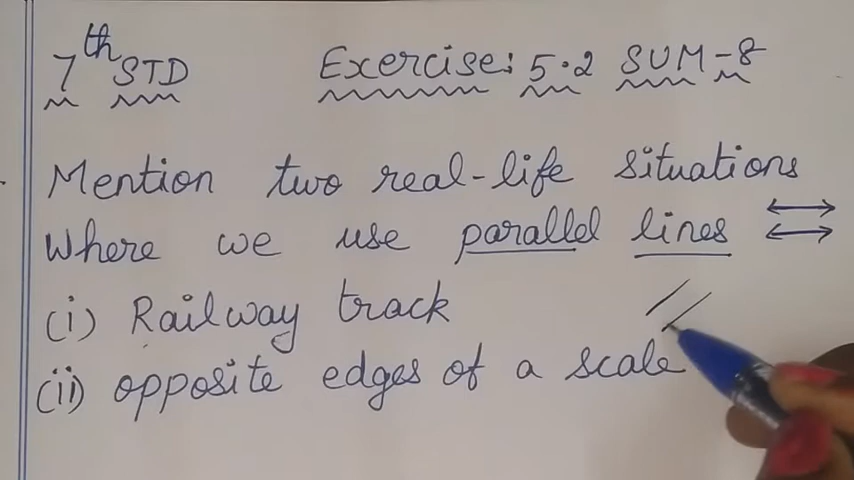 7th STD Exercise: 5.2 SUM-8
Mention two real-life situations
where we use parallel lines
(i) Railway track
(ii) opposite edges of a scale